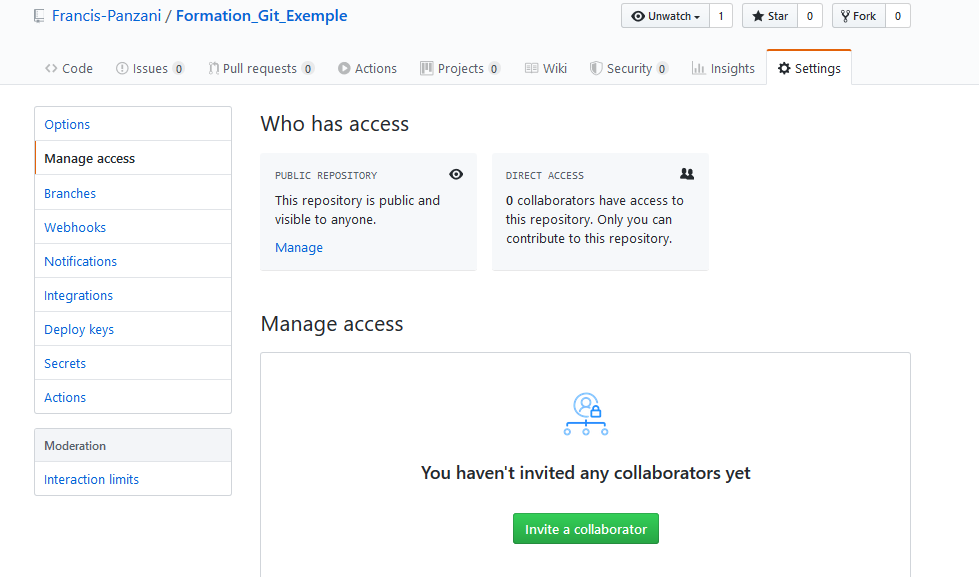 Francis-Panzani / Formation_Git_Exemple
Unwatch 1 Star 0 Fork 0
Code Issues 0 Pull requests 0 Actions Projects 0 Wiki Security 0 Insights Settings
Options
Manage access
Branches
Webhooks
Notifications
Integrations
Deploy keys
Secrets
Actions
Moderation
Interaction limits
Who has access
PUBLIC REPOSITORY
This repository is public and
visible to anyone.
Manage
DIRECT ACCESS
0 collaborators have access to
this repository. Only you can
contribute to this repository.
Manage access
You haven't invited any collaborators yet
Invite a collaborator